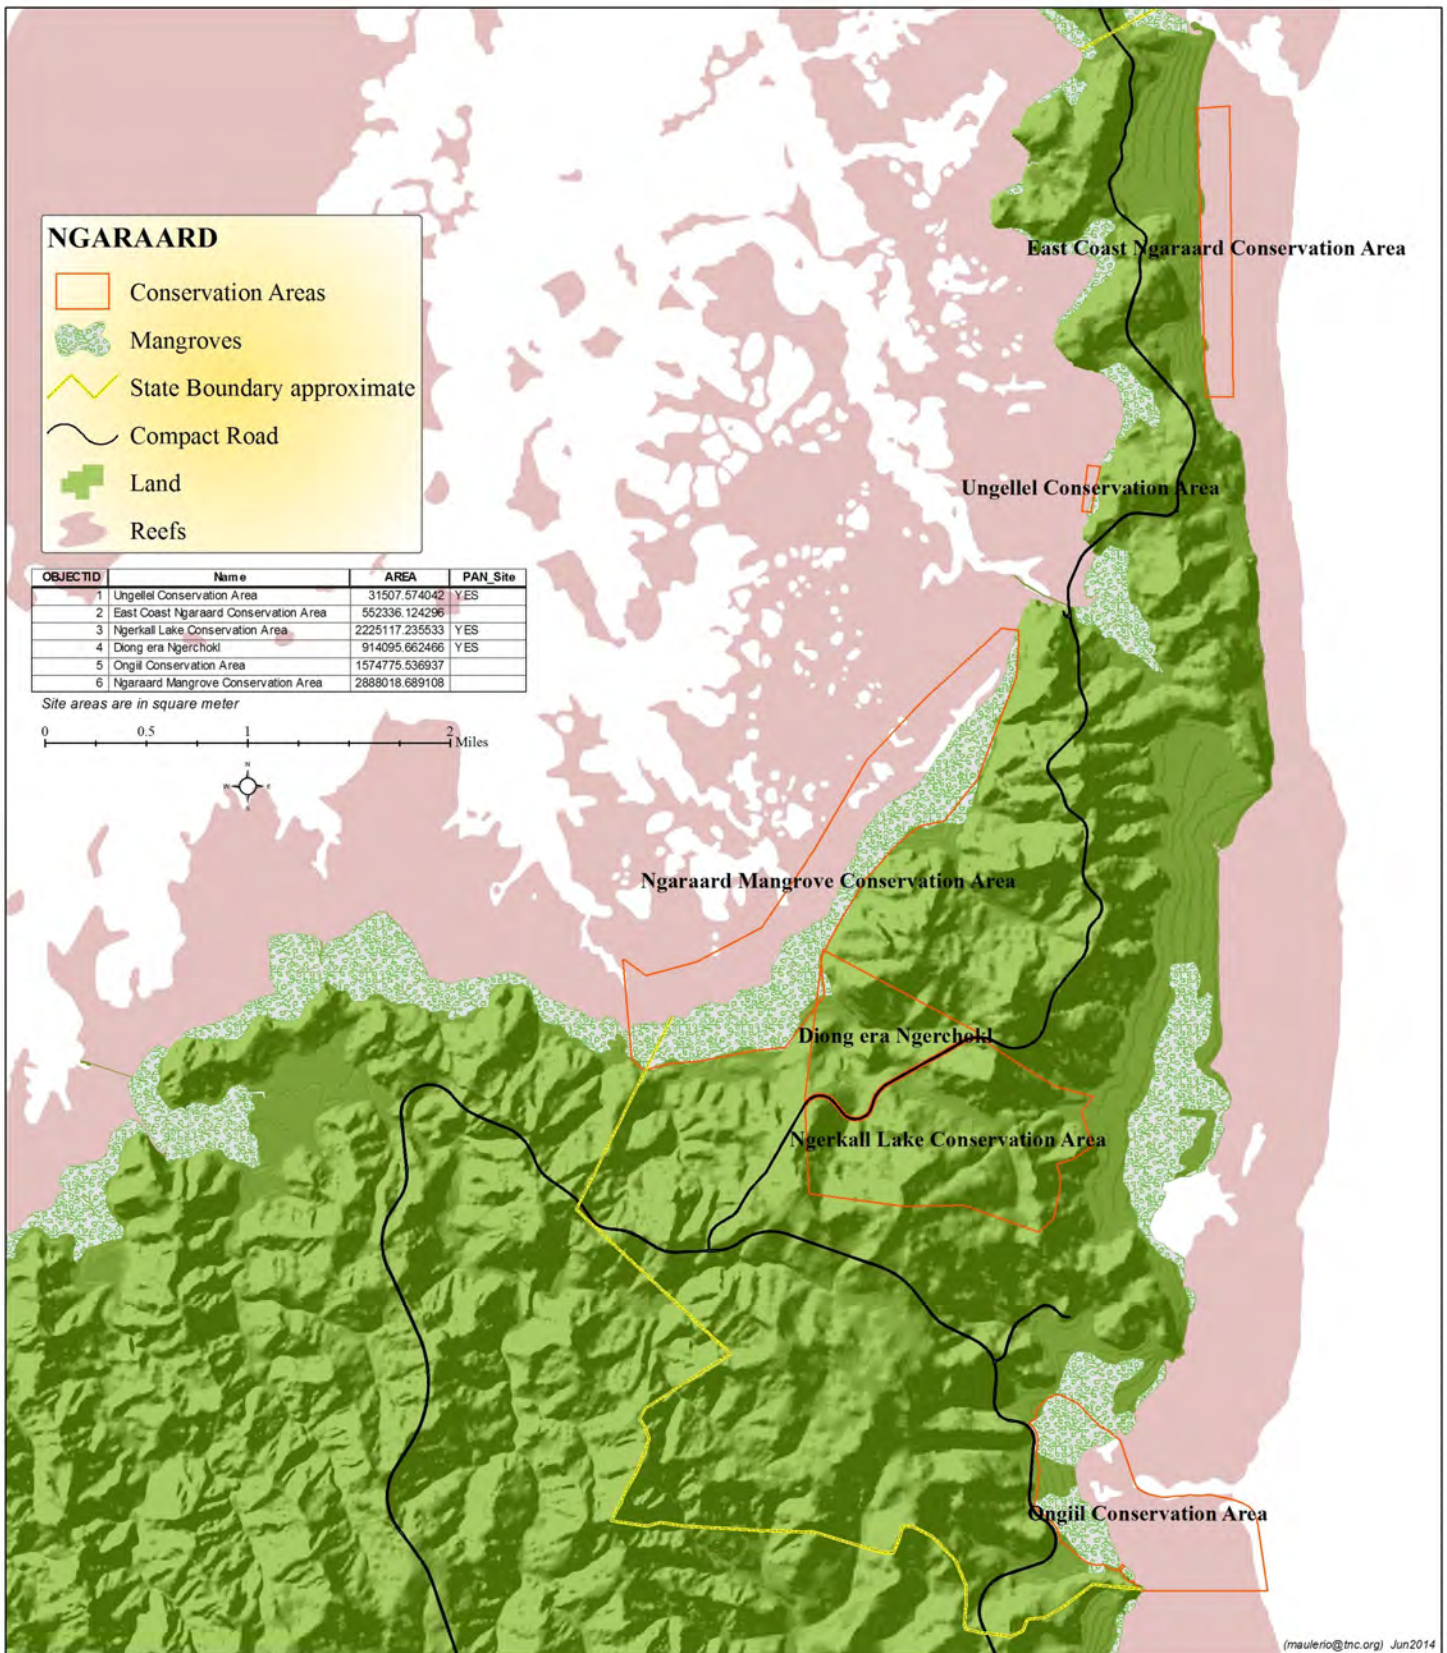 NGARAARD
Conservation Areas
Mangroves
State Boundary approximate
Compact Road
Land
Reefs
OBJECTID Name AREA PAN_Site
1 Ungellel Conservation Area 31507.574042 YES
2 East Coast Ngaraard Conservation Area 552336.124296
3 Ngerkall Lake Conservation Area 2225117.235533 YES
4 Diong era Ngerchokl 914095.662466 YES
5 Ongiil Conservation Area 1574775.536937
6 Ngaraard Mangrove Conservation Area 2888018.689108
Site areas are in square meter
0 0.5 1 2 Miles
N
W E
S
East Coast Ngaraard Conservation Area
Ungellel Conservation Area
Ngaraard Mangrove Conservation Area
Diong era Ngerchokl
Ngerkall Lake Conservation Area
Ongiil Conservation Area
(maulerio@tnc.org) Jun2014